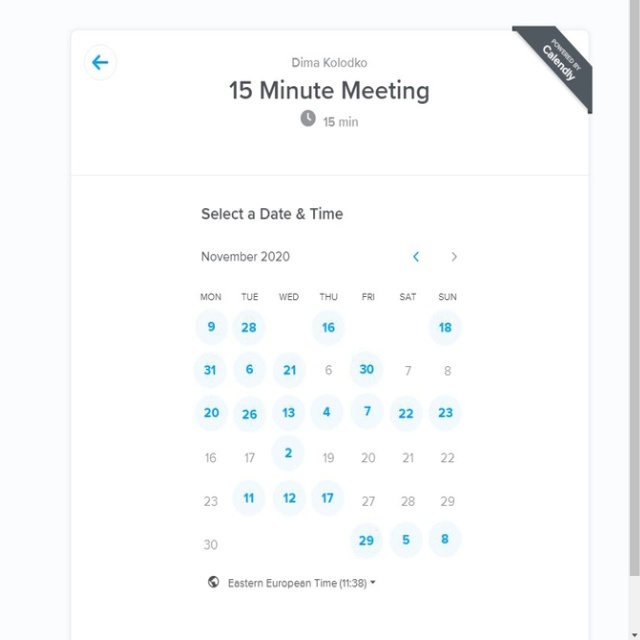 POWERED BY
Calendly
Dima Kolodko
15 Minute Meeting
15 min
Select a Date & Time
November 2020
MON TUE WED THU FRI SAT SUN
9 28 16 18
31 6 21 6 30 7 8
20 26 13 4 7 22 23
16 17 2 19 20 21 22
23 11 12 17 27 28 29
30 29 5 8
Eastern European Time (11:38)